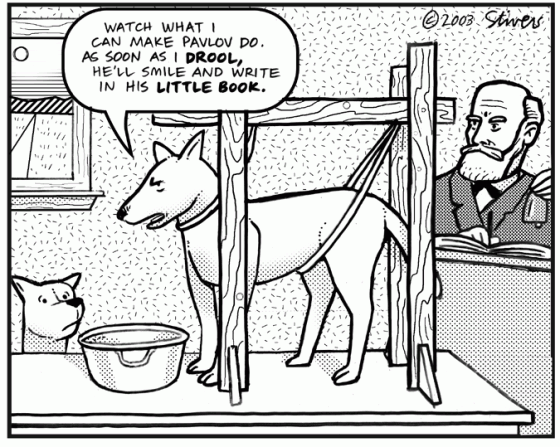 WATCH WHAT I
CAN MAKE PAVLOV DO.
AS SOON AS I DROOL,
HE'LL SMILE AND WRITE
IN HIS LITTLE BOOK.
© 2003 Stivers